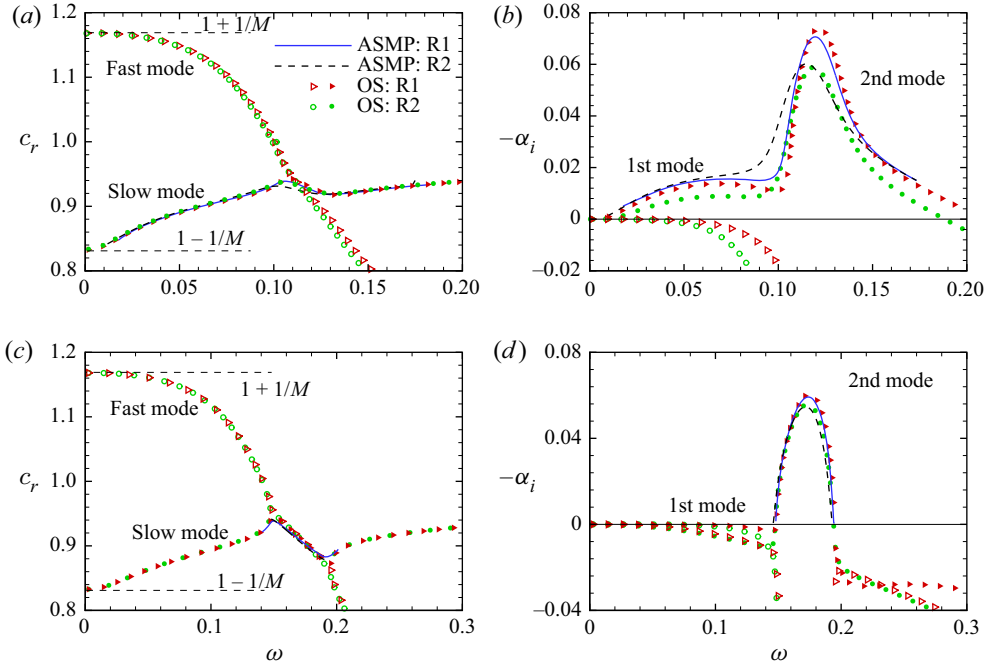 (a)
1.2
1 + 1/M
ASMP: R1
ASMP: R2
OS: R1
OS: R2
Fast mode
1.1
c_r 1.0
Slow mode
0.9
1 – 1/M
0.8
0 0.05 0.10 0.15 0.20
(b)
0.08
0.06
2nd mode
0.04
–α_i
1st mode
0.02
0
–0.02
0 0.05 0.10 0.15 0.20
(c)
1.2
1 + 1/M
Fast mode
1.1
c_r 1.0
Slow mode
0.9
1 – 1/M
0.8
0 0.1 0.2 0.3
ω
(d)
0.08
2nd mode
0.04
–α_i
1st mode
0
–0.04
0 0.1 0.2 0.3
ω